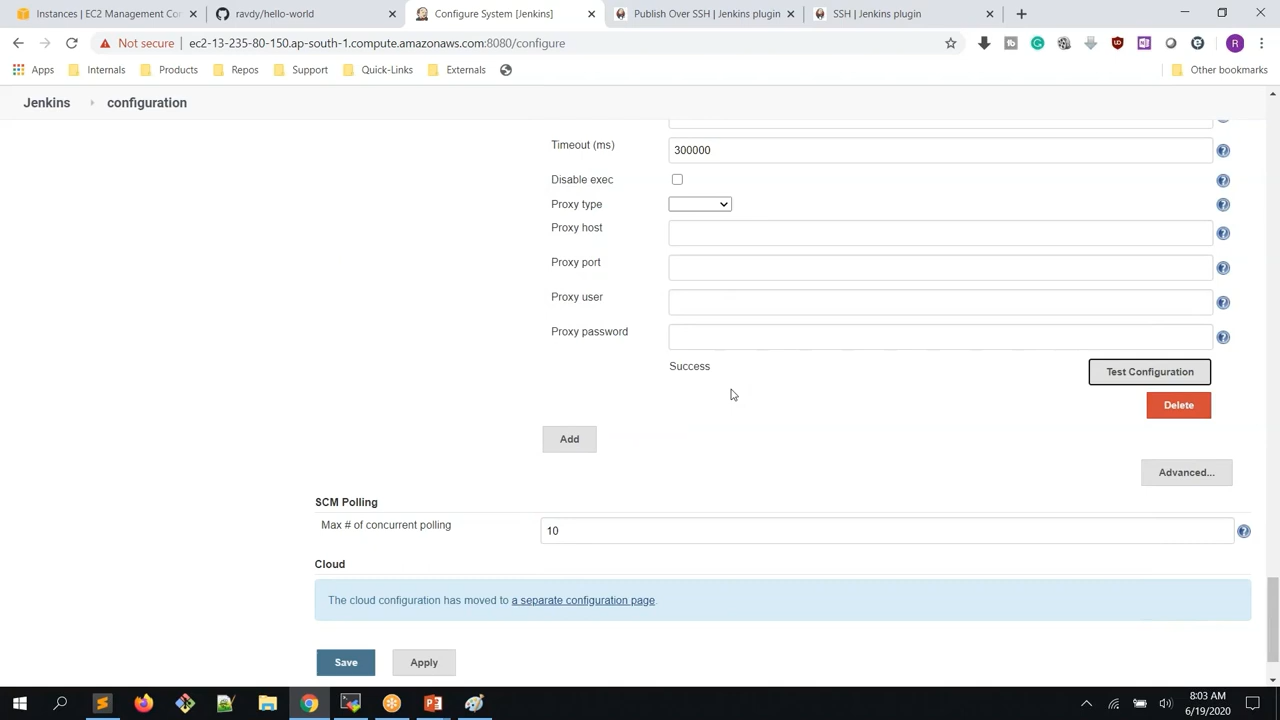 Instances | EC2 Management Con
ravdy/hello-world
Configure System [Jenkins]
Publish Over SSH | Jenkins plugin
SSH | Jenkins plugin
Not secure | ec2-13-235-80-150.ap-south-1.compute.amazonaws.com:8080/configure
Apps
Internals
Products
Repos
Support
Quick-Links
Externals
Other bookmarks
Jenkins
configuration
Timeout (ms)
300000
Disable exec
Proxy type
Proxy host
Proxy port
Proxy user
Proxy password
Success
Test Configuration
Delete
Add
Advanced...
SCM Polling
Max # of concurrent polling
10
Cloud
The cloud configuration has moved to a separate configuration page.
Save
Apply
8:03 AM
6/19/2020